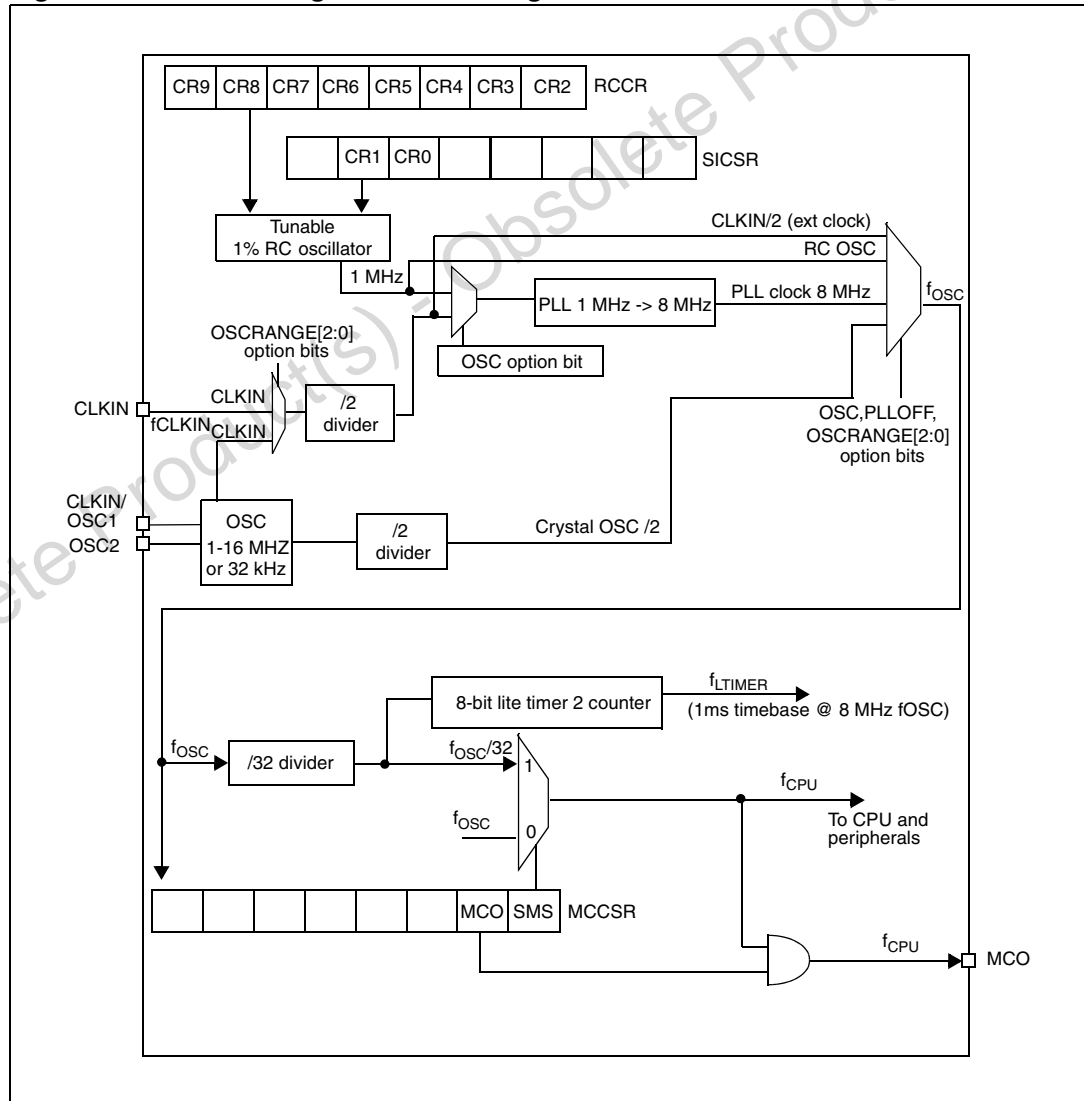 CR9 CR8 CR7 CR6 CR5 CR4 CR3 CR2 RCCR
CR1 CR0 SICSR
Tunable
1% RC oscillator
CLKIN/2 (ext clock)
RC OSC
1 MHz
PLL 1 MHz -> 8 MHz
PLL clock 8 MHz
fOSC
OSC option bit
OSCRANGE[2:0]
option bits
CLKIN
CLKIN
fCLKIN
CLKIN
/2
divider
OSC,PLLOFF,
OSCRANGE[2:0]
option bits
CLKIN/
OSC1
OSC2
OSC
1-16 MHZ
or 32 kHz
/2
divider
Crystal OSC /2
8-bit lite timer 2 counter
fLTIMER
(1ms timebase @ 8 MHz fOSC)
fOSC
/32 divider
fOSC/32
1
fOSC
0
fCPU
To CPU and
peripherals
MCO SMS MCCSR
fCPU
MCO
ete Product(s) - Obsolete Product